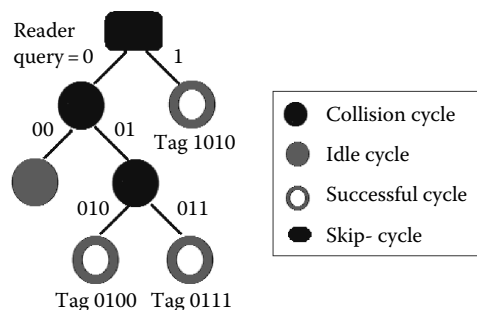 Reader
query = 0
1
00
01
Tag 1010
010
011
Tag 0100
Tag 0111
Collision cycle
Idle cycle
Successful cycle
Skip- cycle